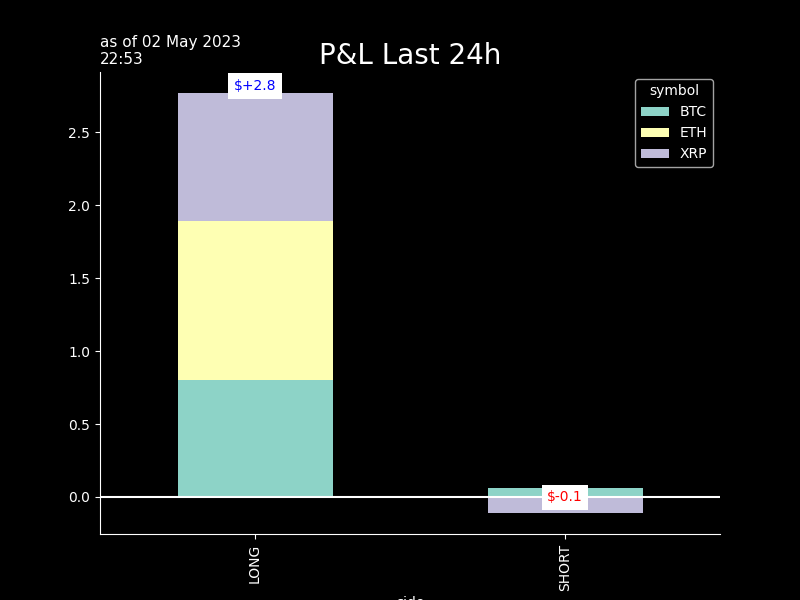 as of 02 May 2023
22:53
P&L Last 24h
$+2.8
symbol
BTC
ETH
XRP
2.5
2.0
1.5
1.0
0.5
0.0
$-0.1
LONG
SHORT